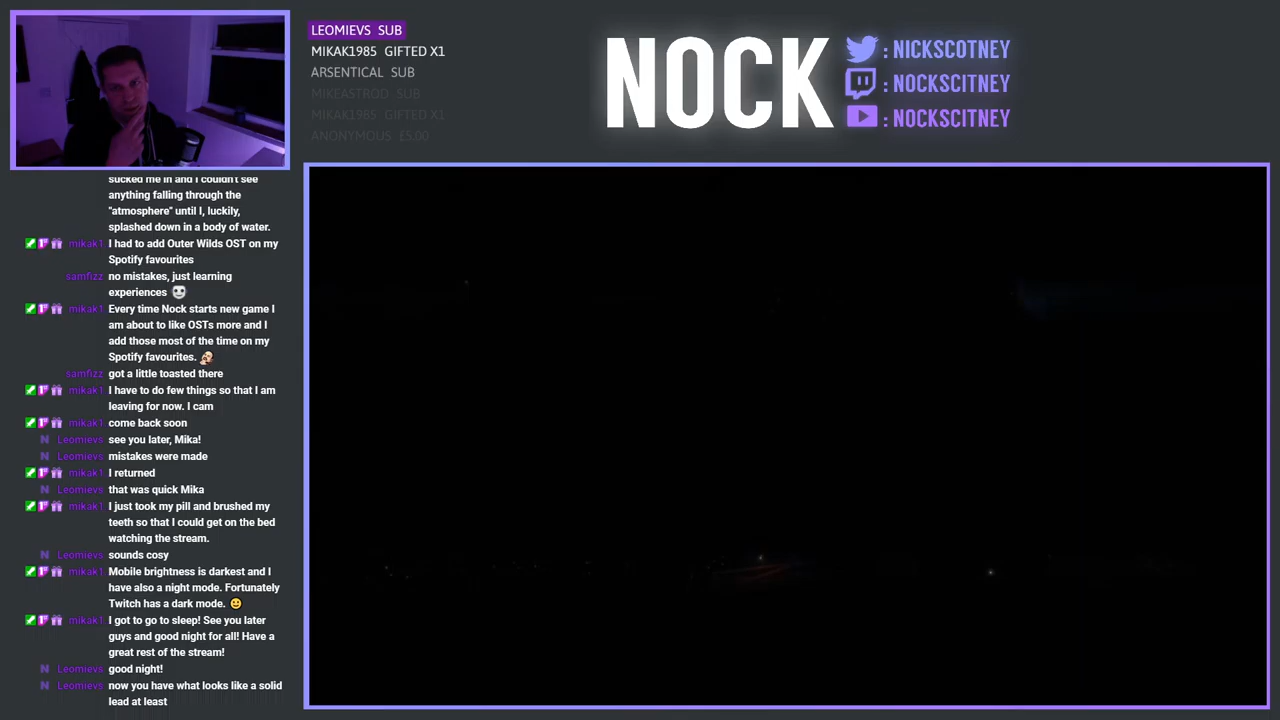 LEOMIEVS SUB
MIKAK1985 GIFTED X1
ARSENTICAL SUB
MIKEASTROD SUB
MIKAK1985 GIFTED X1
ANONYMOUS £5.00
NOCK
: NICKSCOTNEY
: NOCKSCITNEY
: NOCKSCITNEY
sucked me in and I couldn't see
anything falling through the
"atmosphere" until I, luckily,
splashed down in a body of water.
mikak1 I had to add Outer Wilds OST on my
Spotify favourites
samfizz no mistakes, just learning
experiences
mikak1 Every time Nock starts new game I
am about to like OSTs more and I
add those most of the time on my
Spotify favourites.
samfizz got a little toasted there
mikak1 I have to do few things so that I am
leaving for now. I cam
mikak1 come back soon
N Leomievs see you later, Mika!
N Leomievs mistakes were made
mikak1 I returned
N Leomievs that was quick Mika
mikak1 I just took my pill and brushed my
teeth so that I could get on the bed
watching the stream.
N Leomievs sounds cosy
mikak1 Mobile brightness is darkest and I
have also a night mode. Fortunately
Twitch has a dark mode.
mikak1 I got to go to sleep! See you later
guys and good night for all! Have a
great rest of the stream!
N Leomievs good night!
N Leomievs now you have what looks like a solid
lead at least